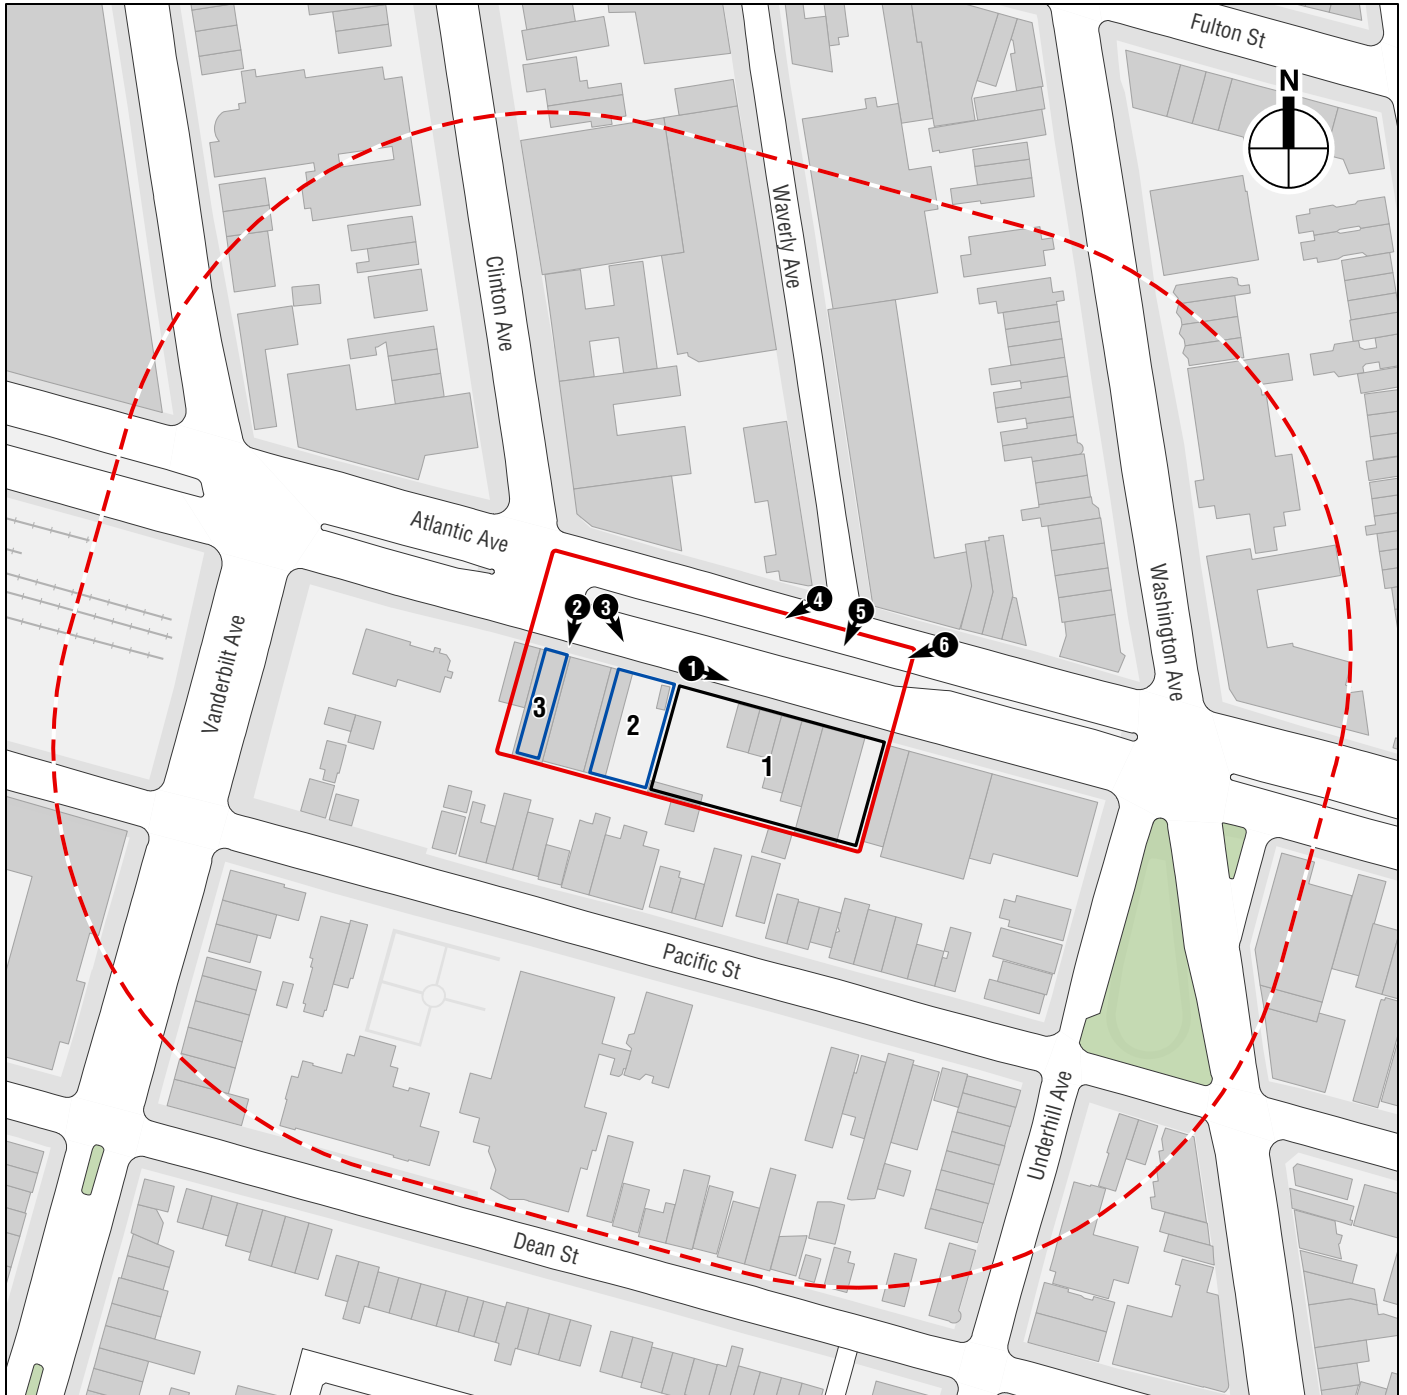 Fulton St
N
Waverly Ave
Clinton Ave
Atlantic Ave
Washington Ave
Vanderbilt Ave
2
3
4
5
6
1
3
2
1
Pacific St
Underhill Ave
Dean St